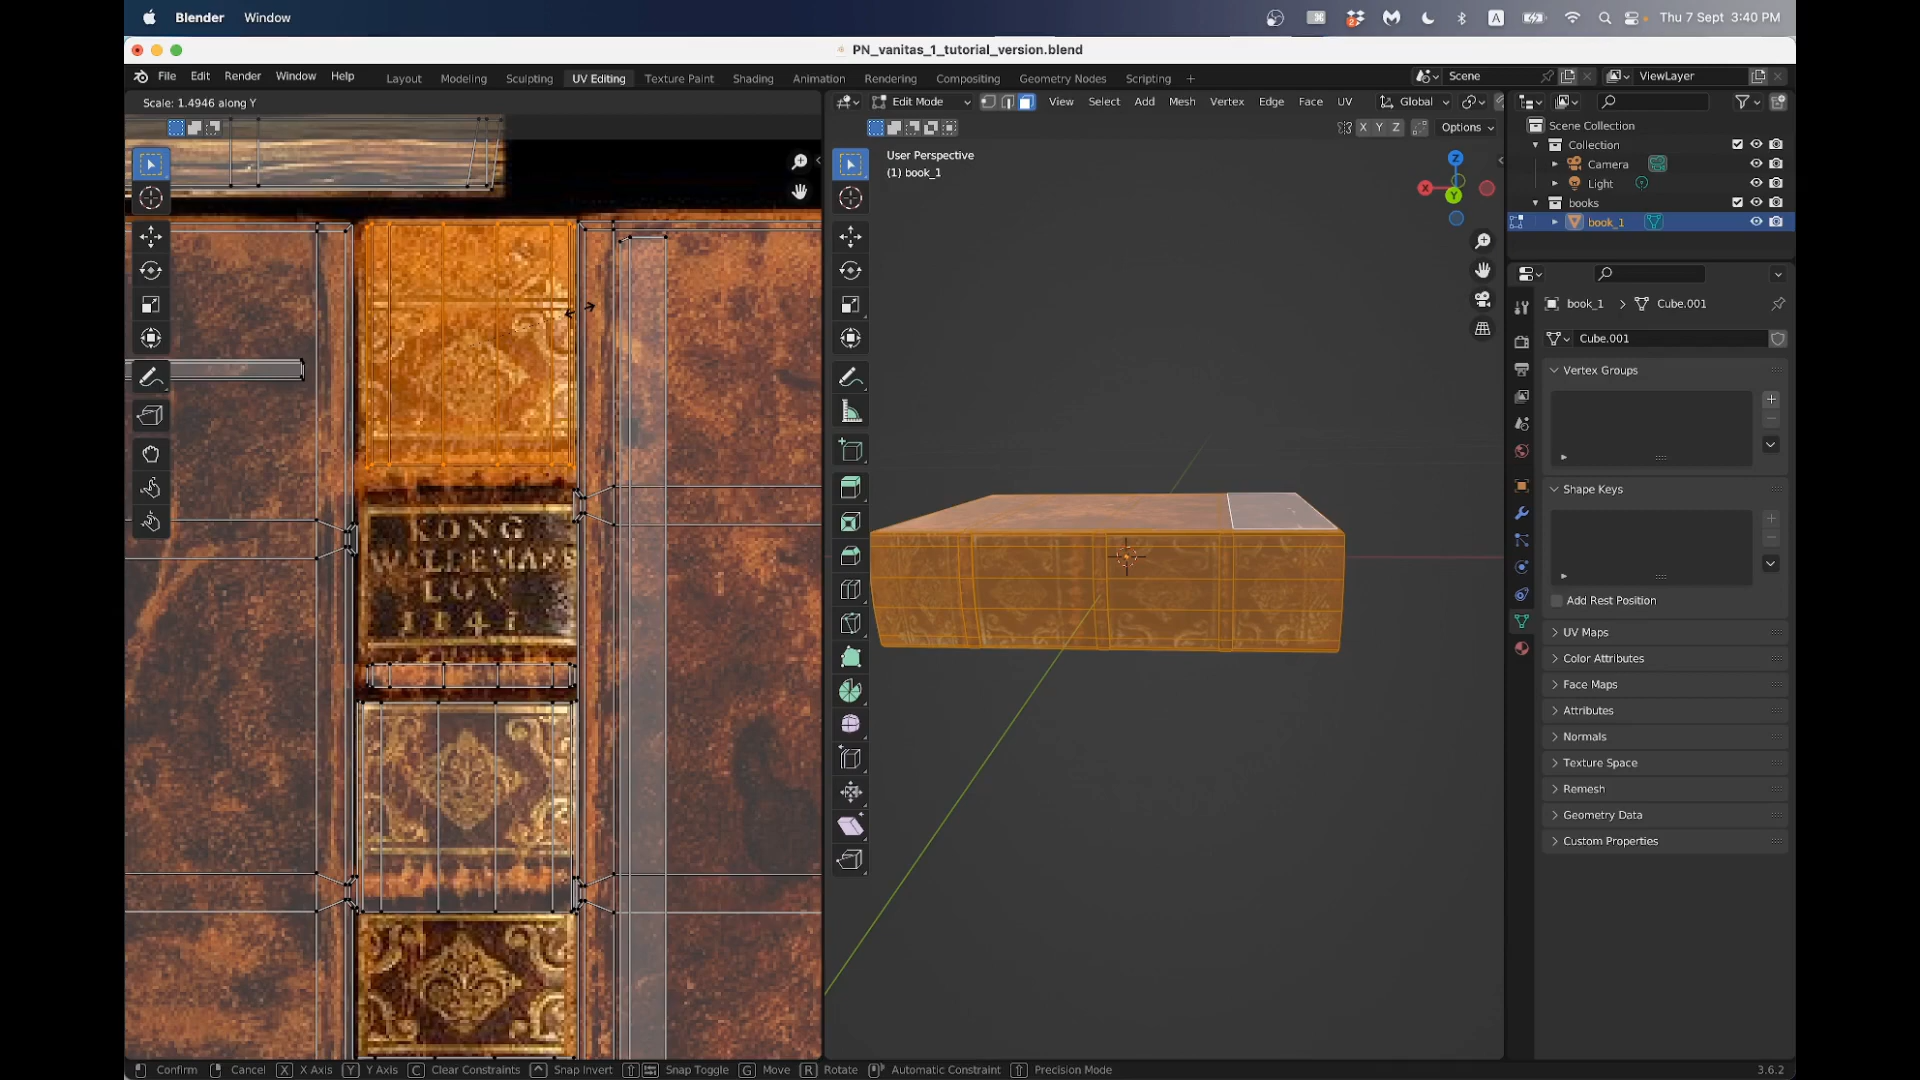 Blender Window
A Thu 7 Sept 3:40 PM
PN_vanitas_1_tutorial_version.blend
File Edit Render Window Help
Layout Modeling Sculpting UV Editing Texture Paint Shading Animation Rendering Compositing Geometry Nodes Scripting +
Scene
ViewLayer
Scale: 1.4946 along Y
Edit Mode View Select Add Mesh Vertex Edge Face UV Global
X Y Z Options
User Perspective
(1) book_1
Z
X
Y
KONG
LOV
Scene Collection
Collection
Camera
Light
books
book_1
book_1 > Cube.001
Cube.001
Vertex Groups
Shape Keys
Add Rest Position
UV Maps
Color Attributes
Face Maps
Attributes
Normals
Texture Space
Remesh
Geometry Data
Custom Properties
Confirm Cancel X X Axis Y Y Axis C Clear Constraints Snap Invert Snap Toggle G Move R Rotate Automatic Constraint Precision Mode 3.6.2